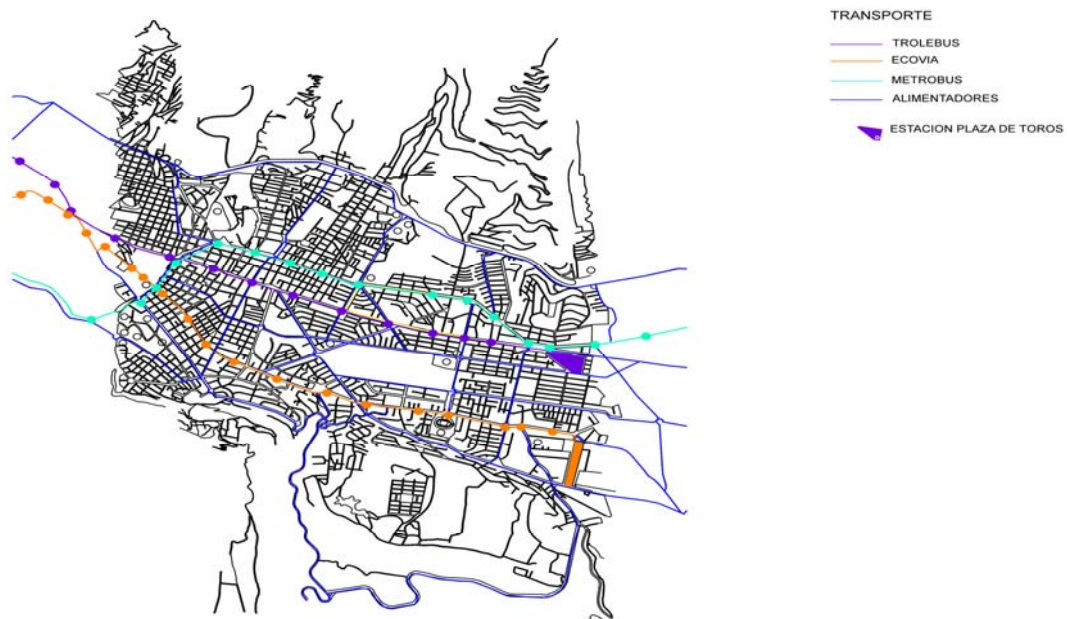 TRANSPORTE
TROLEBUS
ECOVIA
METROBUS
ALIMENTADORES
ESTACION PLAZA DE TOROS